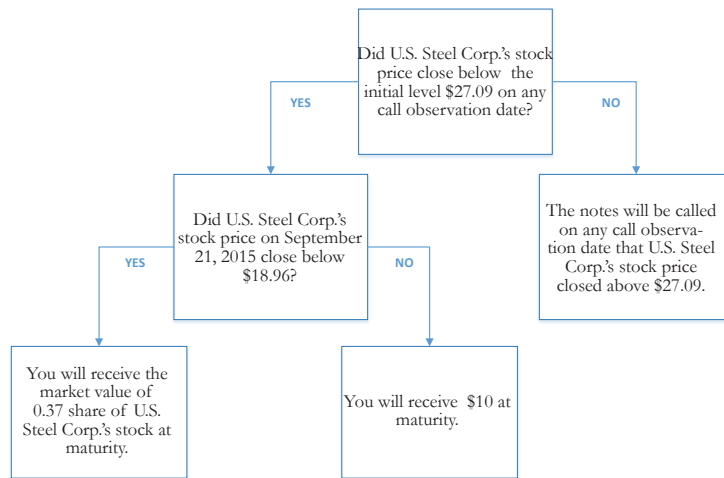 Did U.S. Steel Corp.'s stock
price close below the
initial level $27.09 on any
call observation date?
YES
NO
Did U.S. Steel Corp.'s
stock price on September
21, 2015 close below
$18.96?
The notes will be called
on any call observa-
tion date that U.S. Steel
Corp.'s stock price
closed above $27.09.
YES
NO
You will receive the
market value of
0.37 share of U.S.
Steel Corp.'s stock at
maturity.
You will receive $10 at
maturity.